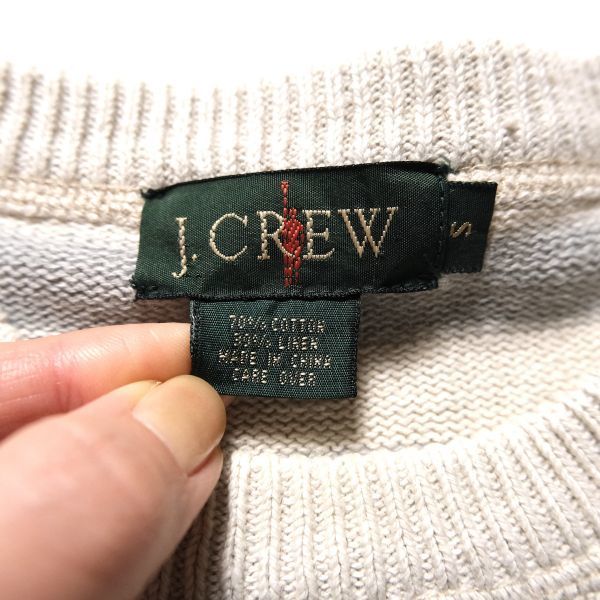 J. CREW
S
70% COTTON
30% LINEN
MADE IN CHINA
CARE OVER